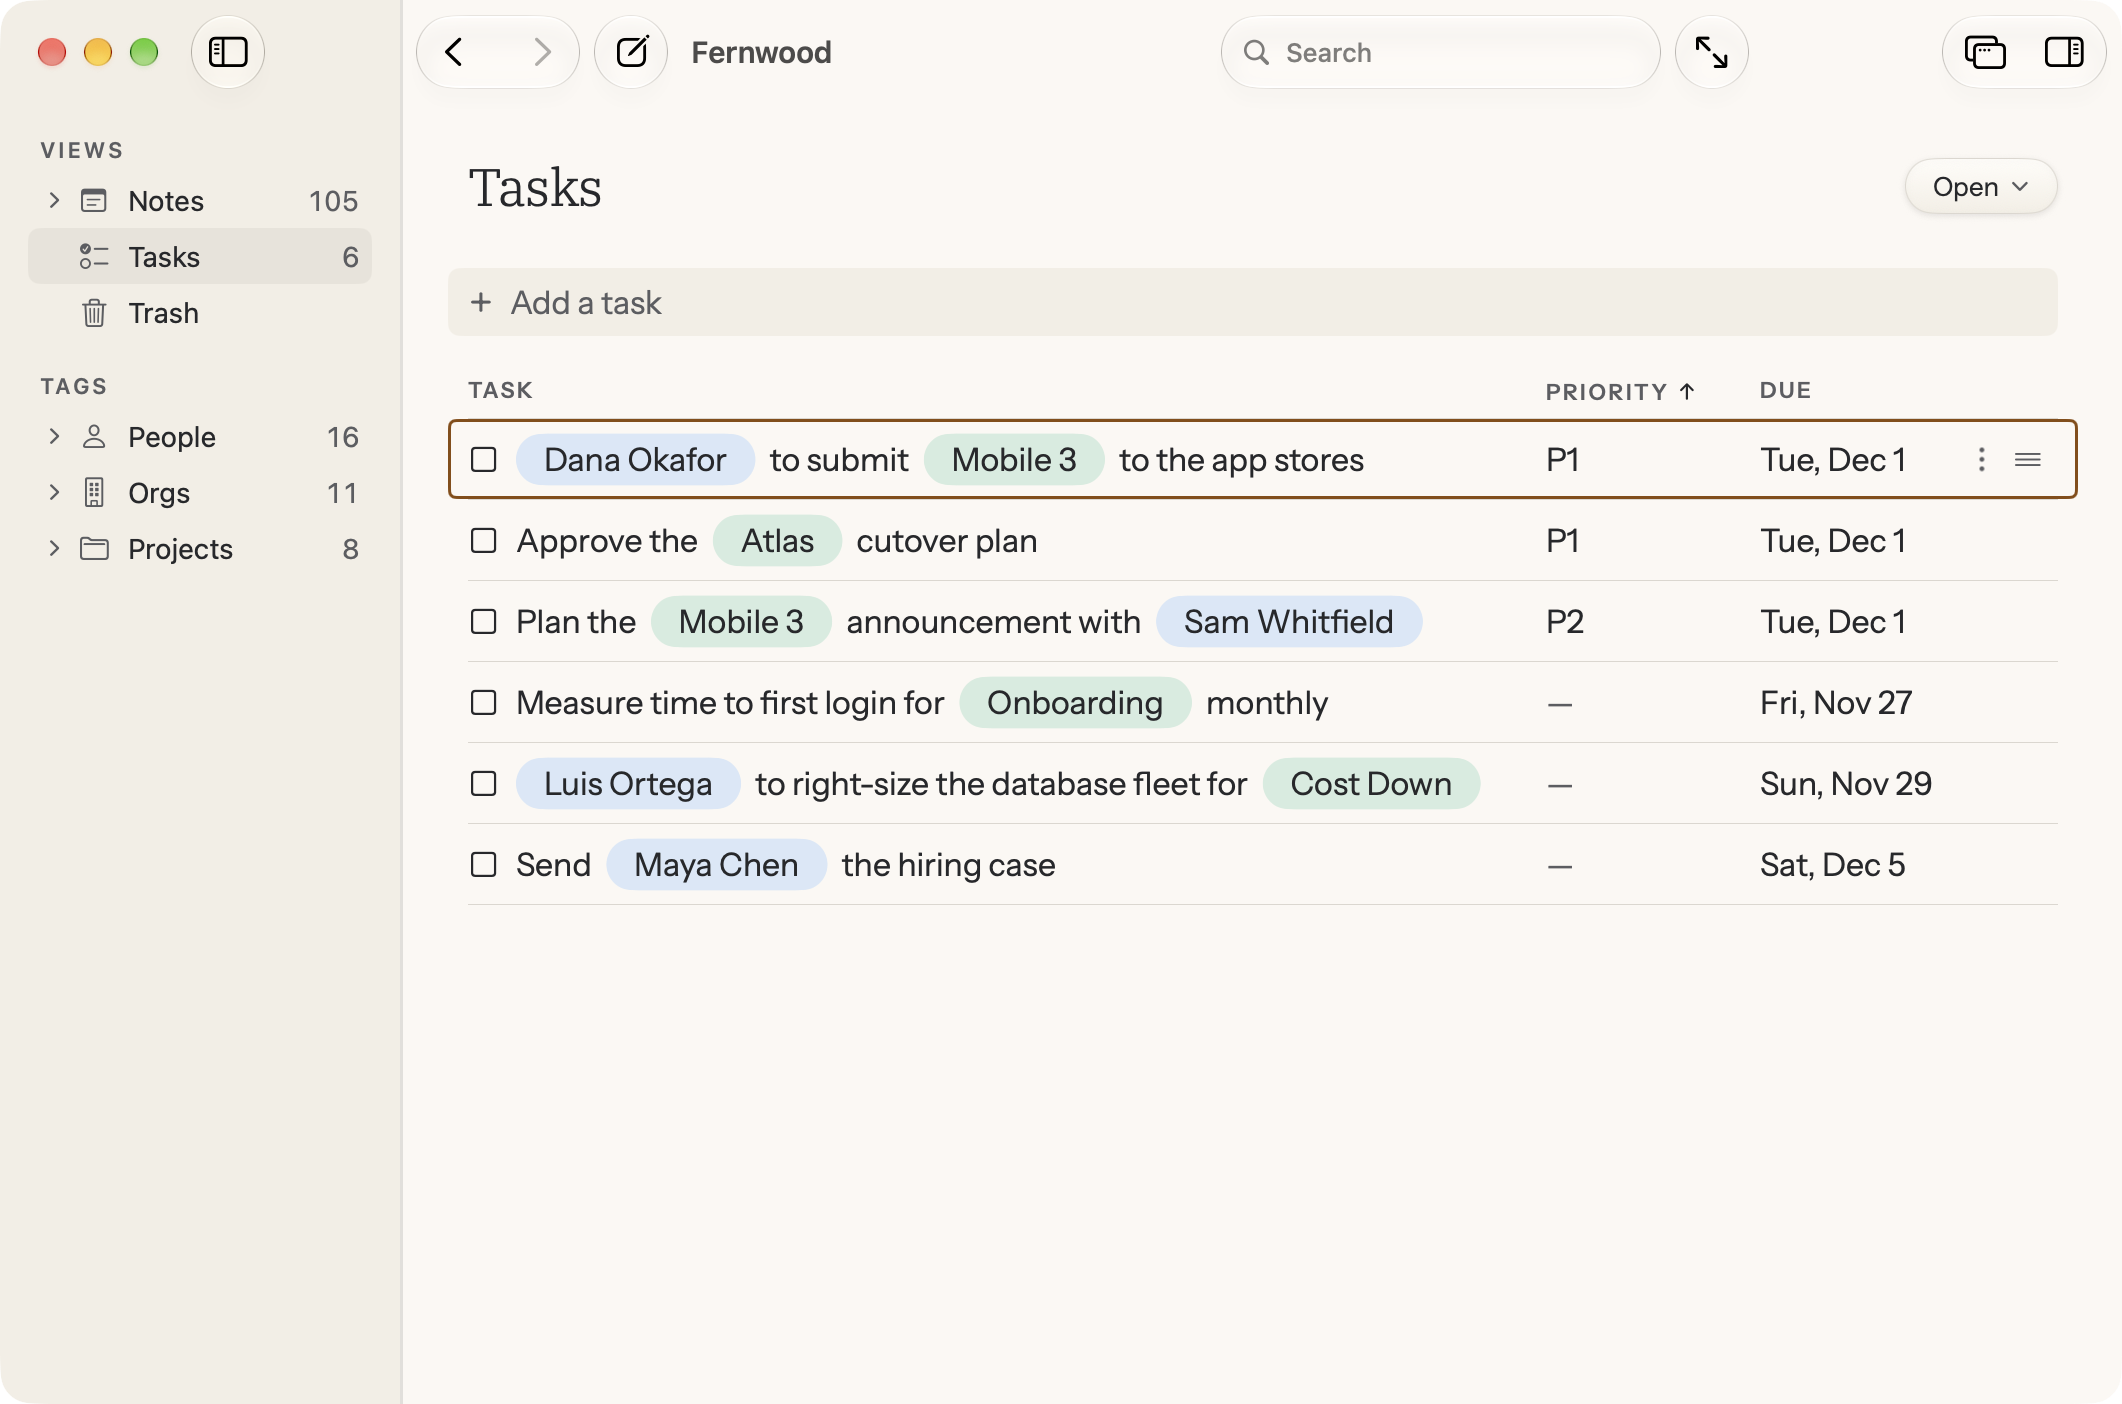 Fernwood
Search
VIEWS
Notes 105
Tasks 6
Trash
TAGS
People 16
Orgs 11
Projects 8
Tasks
Open
+ Add a task
TASK PRIORITY ↑ DUE
Dana Okafor to submit Mobile 3 to the app stores P1 Tue, Dec 1
Approve the Atlas cutover plan P1 Tue, Dec 1
Plan the Mobile 3 announcement with Sam Whitfield P2 Tue, Dec 1
Measure time to first login for Onboarding monthly — Fri, Nov 27
Luis Ortega to right-size the database fleet for Cost Down — Sun, Nov 29
Send Maya Chen the hiring case — Sat, Dec 5